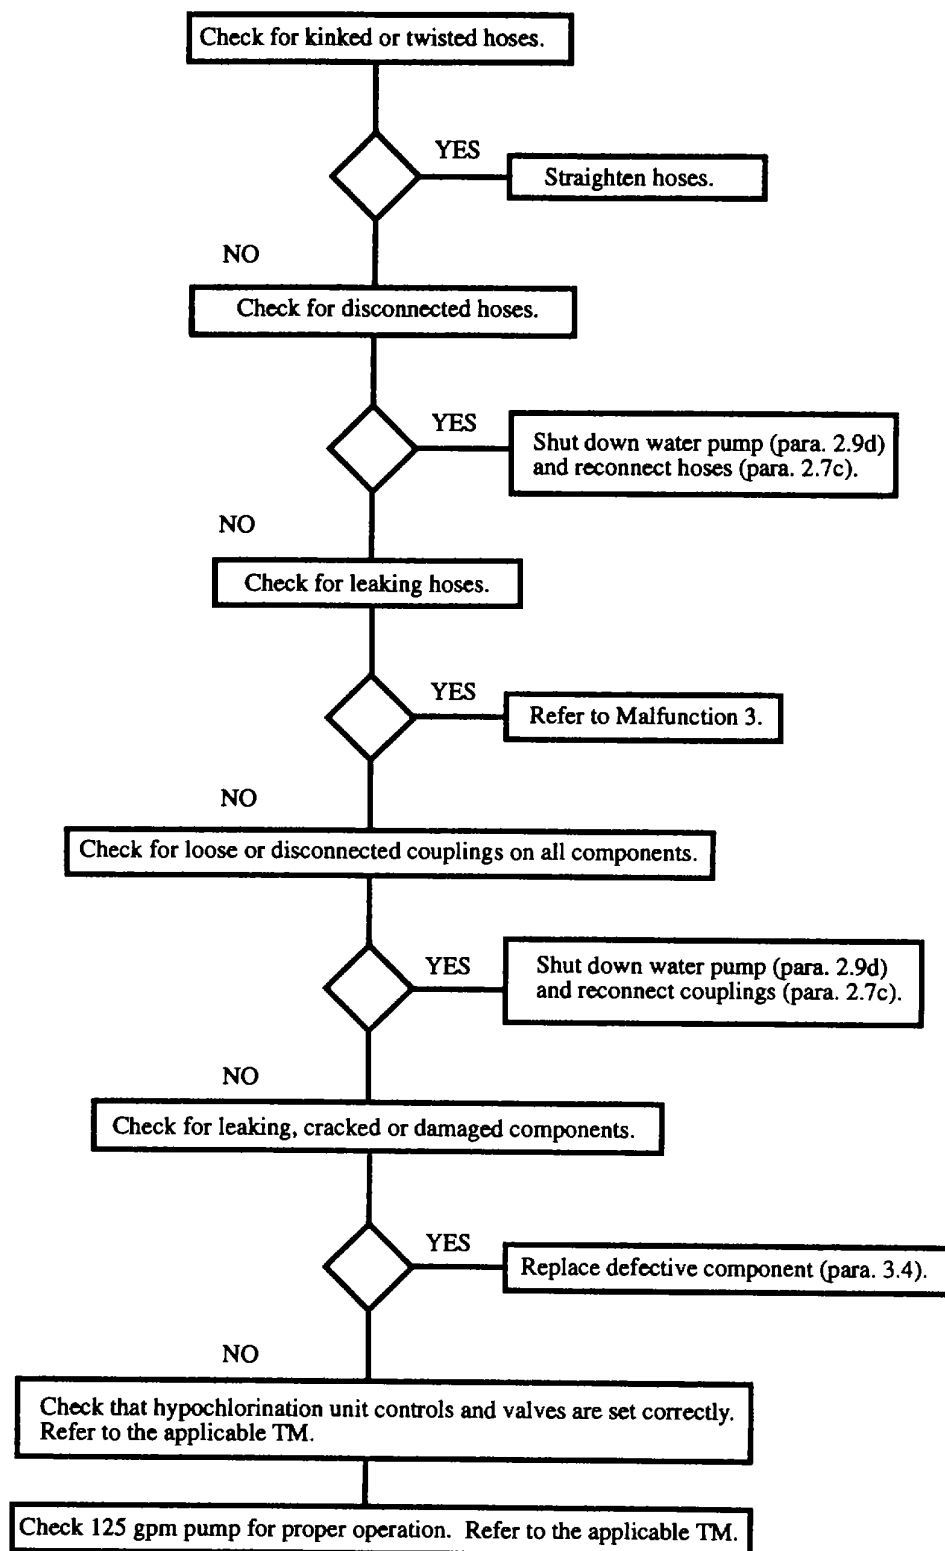 Check for kinked or twisted hoses.
YES
Straighten hoses.
NO
Check for disconnected hoses.
YES
Shut down water pump (para. 2.9d)
and reconnect hoses (para. 2.7c).
NO
Check for leaking hoses.
YES
Refer to Malfunction 3.
NO
Check for loose or disconnected couplings on all components.
YES
Shut down water pump (para. 2.9d)
and reconnect couplings (para. 2.7c).
NO
Check for leaking, cracked or damaged components.
YES
Replace defective component (para. 3.4).
NO
Check that hypochlorination unit controls and valves are set correctly.
Refer to the applicable TM.
Check 125 gpm pump for proper operation. Refer to the applicable TM.